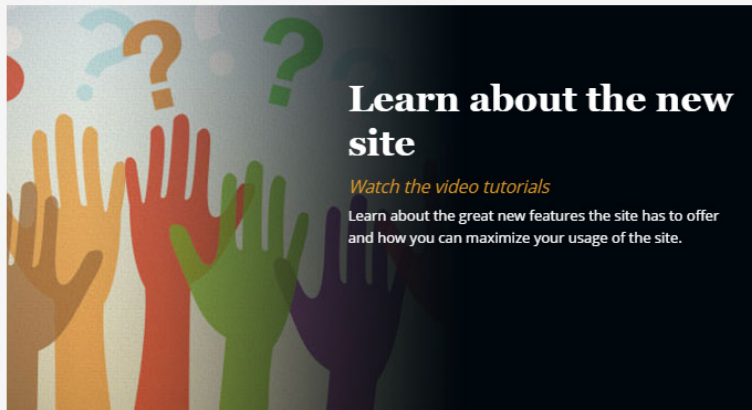 Learn about the new
site
Watch the video tutorials
Learn about the great new features the site has to offer
and how you can maximize your usage of the site.